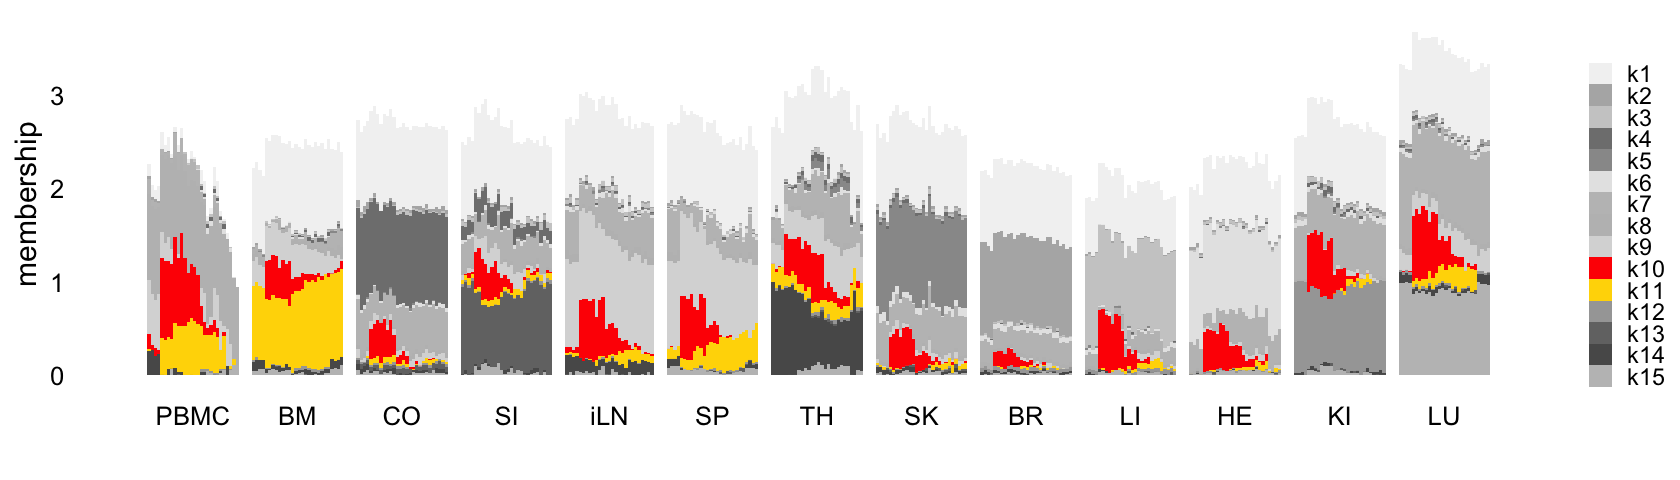 membership
3
2
1
0
PBMC BM CO SI iLN SP TH SK BR LI HE KI LU
k1
k2
k3
k4
k5
k6
k7
k8
k9
k10
k11
k12
k13
k14
k15